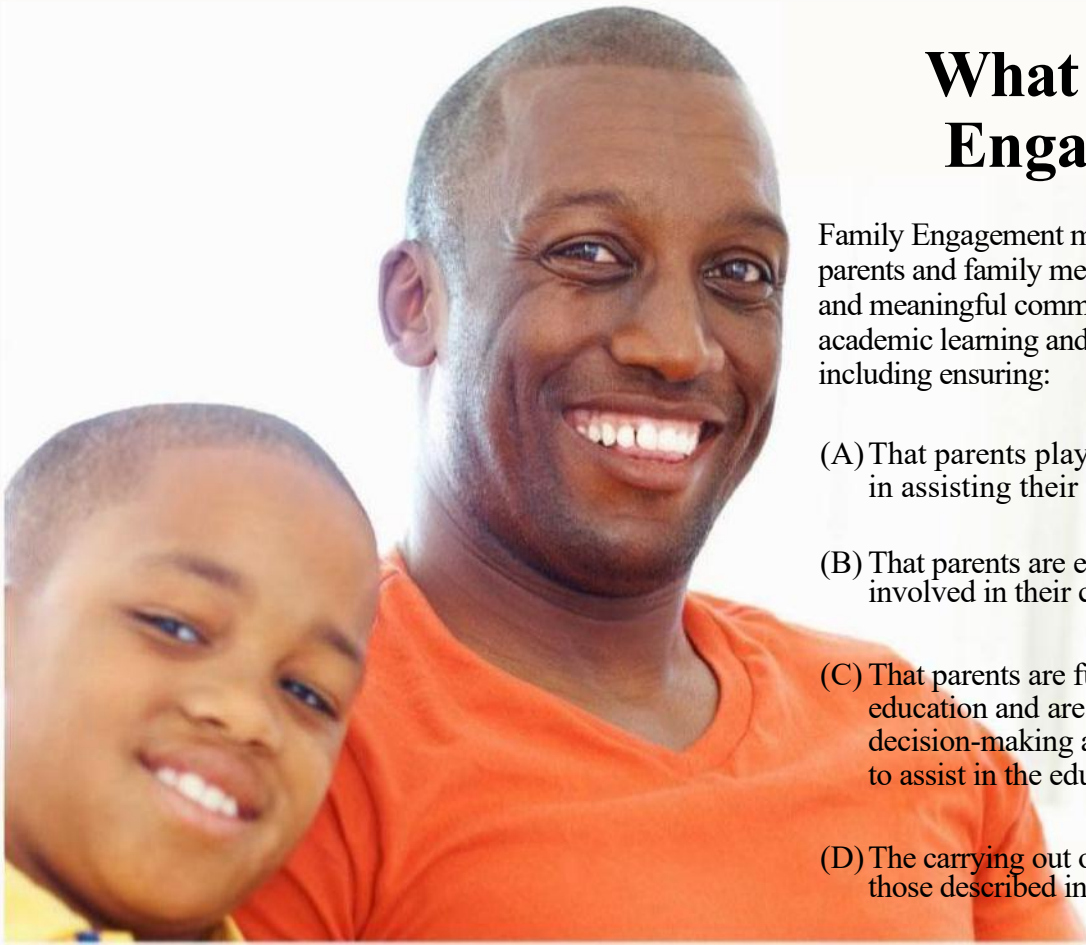 What
Enga
Family Engagement m
parents and family me
and meaningful comm
academic learning and
including ensuring:
(A) That parents play
in assisting their
(B) That parents are e
involved in their c
(C) That parents are fu
education and are
decision-making a
to assist in the edu
(D) The carrying out o
those described in